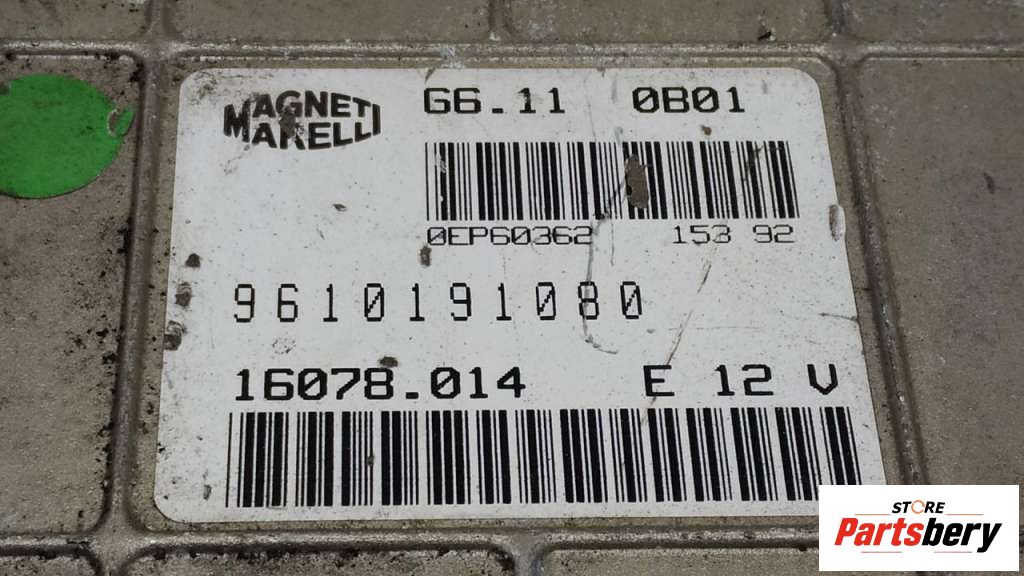 MAGNETI
MARELLI
G6.11 0B01
0EP60362 153 92
9610191080
16078.014 E 12 V
STORE
Partsbery